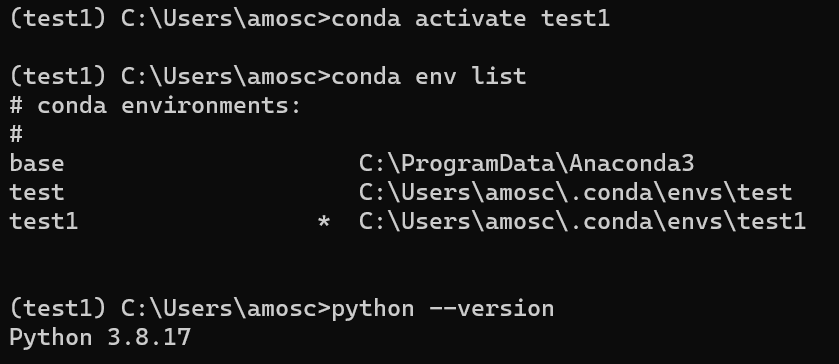 (test1) C:\Users\amosc>conda activate test1
(test1) C:\Users\amosc>conda env list
# conda environments:
#
base                     C:\ProgramData\Anaconda3
test                     C:\Users\amosc\.conda\envs\test
test1                 *  C:\Users\amosc\.conda\envs\test1
(test1) C:\Users\amosc>python --version
Python 3.8.17